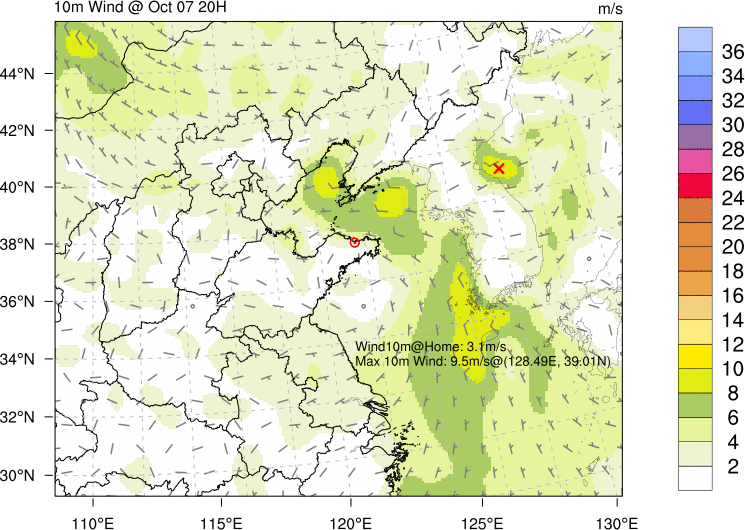 10m Wind @ Oct 07 20H
m/s
44°N
42°N
40°N
38°N
36°N
34°N
32°N
30°N
110°E
115°E
120°E
125°E
130°E
Wind10m@Home: 3.1m/s,
Max 10m Wind: 9.5m/s@(128.49E, 39.01N)
36
34
32
30
28
26
24
22
20
18
16
14
12
10
8
6
4
2